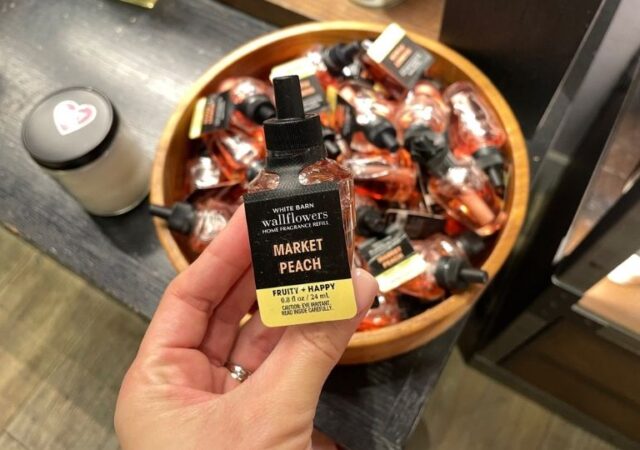 WHITE BARN
wallflowers
HOME FRAGRANCE REFILL
MARKET
PEACH
FRUITY + HAPPY
0.8 fl oz / 24 mL
CAUTION: EYE IRRITANT.
READ INSIDE CAREFULLY.